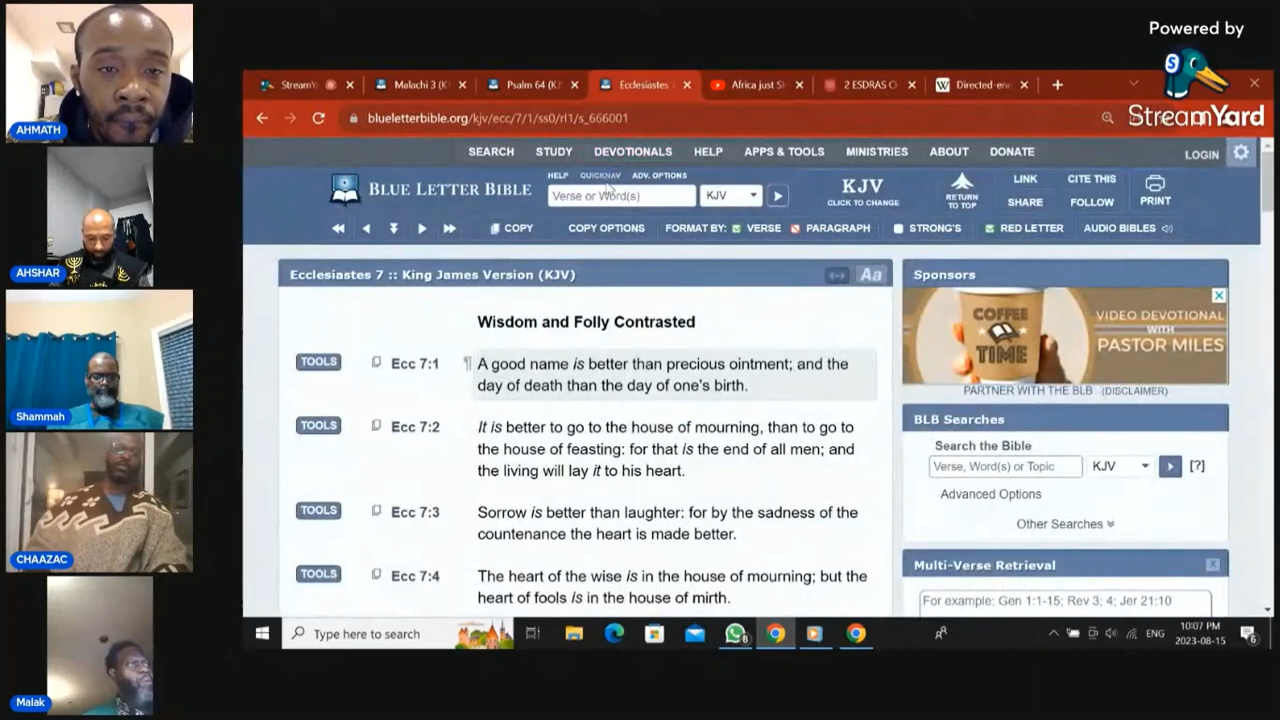 Powered by
StreamYard
AHMATH
AHSHAR
Shammah
CHAAZAC
Malak
StreamY
Malachi 3 (K
Psalm 64 (K
Ecclesiastes
Africa just S
2 ESDRAS C
Directed-en
blueletterbible.org/kjv/ecc/7/1/ss0/rl1/s_666001
SEARCH STUDY DEVOTIONALS HELP APPS & TOOLS MINISTRIES ABOUT DONATE
LOGIN
BLUE LETTER BIBLE
HELP QUICKNAV ADV. OPTIONS
Verse or Word(s) KJV
KJV
CLICK TO CHANGE
RETURN
TO TOP
LINK CITE THIS
SHARE FOLLOW
PRINT
COPY COPY OPTIONS FORMAT BY: VERSE PARAGRAPH STRONG'S RED LETTER AUDIO BIBLES
Ecclesiastes 7 :: King James Version (KJV)
Aa
Wisdom and Folly Contrasted
TOOLS Ecc 7:1 ¶ A good name is better than precious ointment; and the
day of death than the day of one's birth.
TOOLS Ecc 7:2 It is better to go to the house of mourning, than to go to
the house of feasting: for that is the end of all men; and
the living will lay it to his heart.
TOOLS Ecc 7:3 Sorrow is better than laughter: for by the sadness of the
countenance the heart is made better.
TOOLS Ecc 7:4 The heart of the wise is in the house of mourning; but the
heart of fools is in the house of mirth.
Sponsors
COFFEE
TIME
VIDEO DEVOTIONAL
WITH
PASTOR MILES
PARTNER WITH THE BLB (DISCLAIMER)
BLB Searches
Search the Bible
Verse, Word(s) or Topic KJV [?]
Advanced Options
Other Searches
Multi-Verse Retrieval
For example: Gen 1:1-15; Rev 3; 4; Jer 21:10
Type here to search
8
ENG
10:07 PM
2023-08-15
6